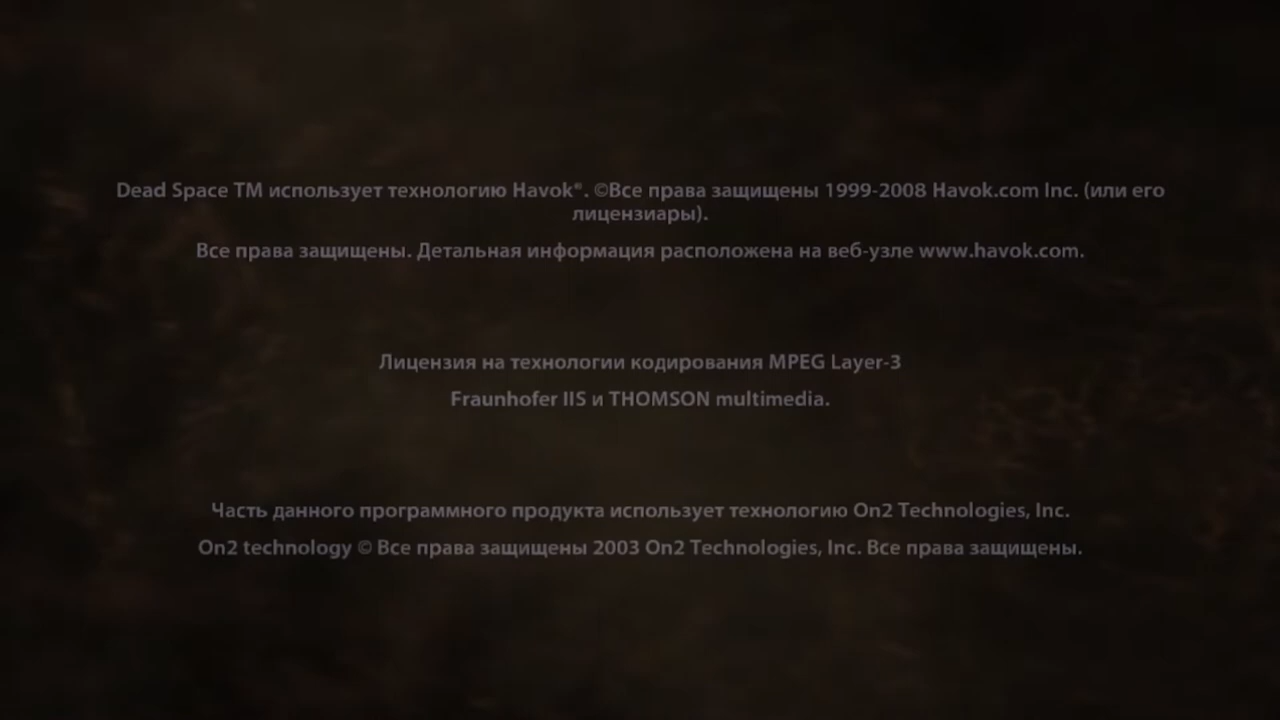 Dead Space TM использует технологию Havok®. ©Все права защищены 1999-2008 Havok.com Inc. (или его
лицензиары).
Все права защищены. Детальная информация расположена на веб-узле www.havok.com.
Лицензия на технологии кодирования MPEG Layer-3
Fraunhofer IIS и THOMSON multimedia.
Часть данного программного продукта использует технологию On2 Technologies, Inc.
On2 technology © Все права защищены 2003 On2 Technologies, Inc. Все права защищены.